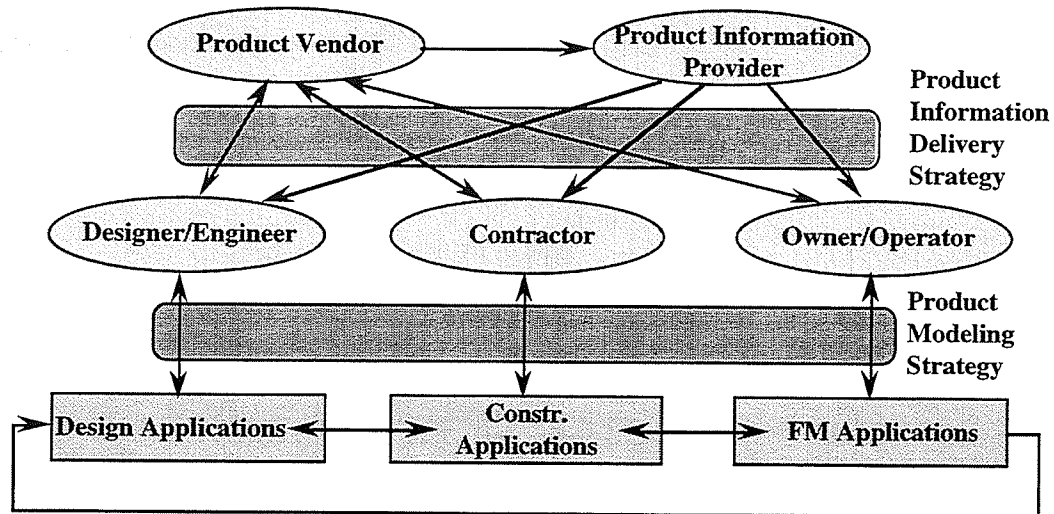 Product Vendor
Product Information
Provider
Product
Information
Delivery
Strategy
Designer/Engineer
Contractor
Owner/Operator
Product
Modeling
Strategy
Design Applications
Constr.
Applications
FM Applications